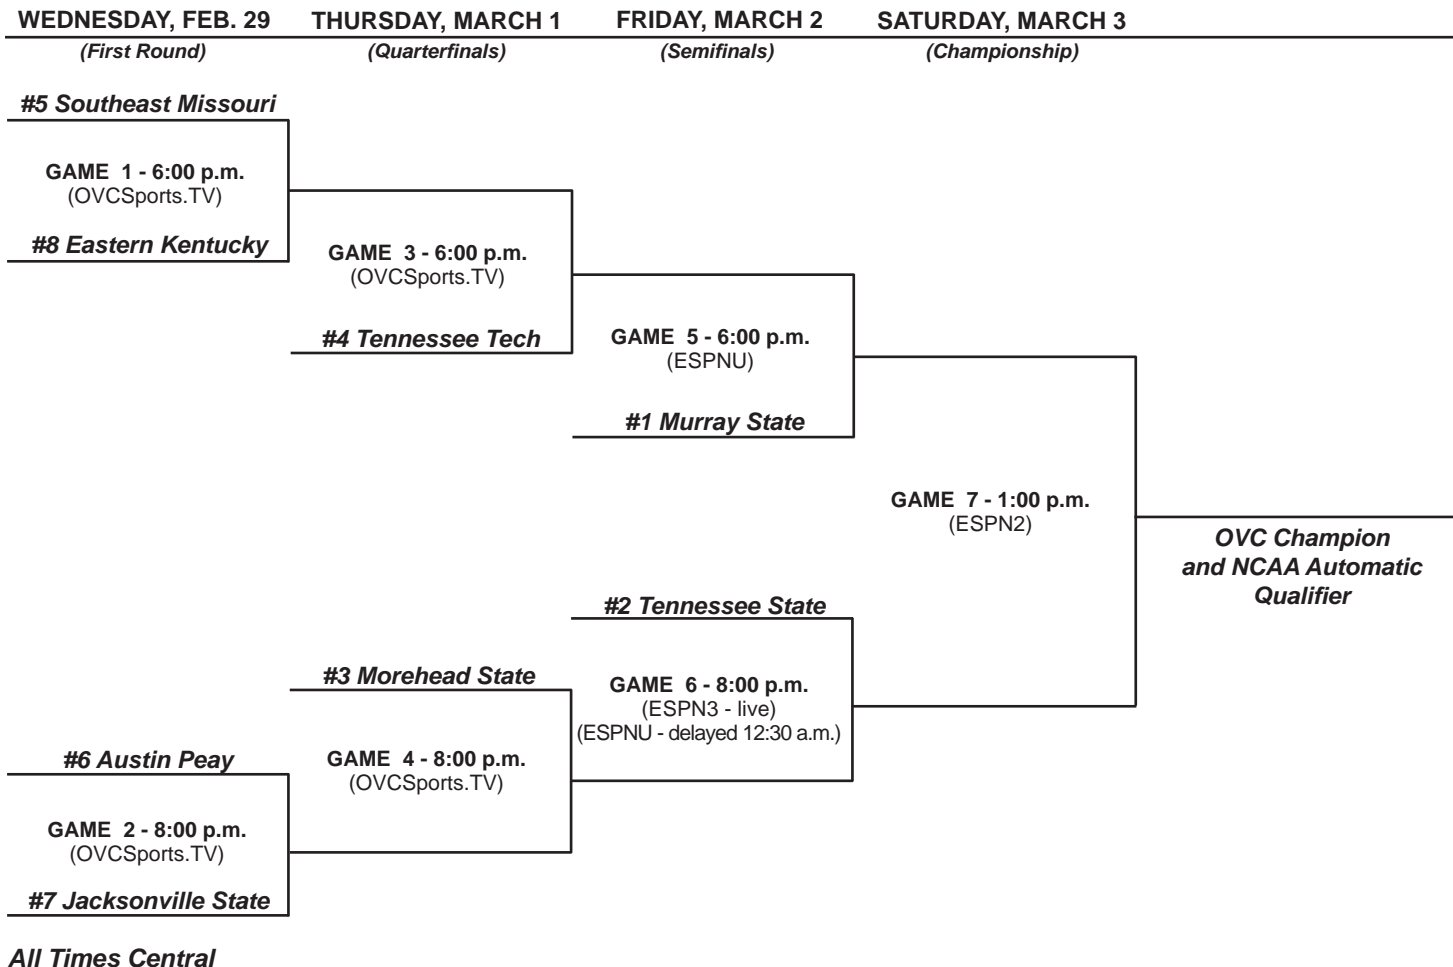 WEDNESDAY, FEB. 29 THURSDAY, MARCH 1 FRIDAY, MARCH 2 SATURDAY, MARCH 3
(First Round) (Quarterfinals) (Semifinals) (Championship)
#5 Southeast Missouri
GAME 1 - 6:00 p.m.
(OVCSports.TV)
#8 Eastern Kentucky
GAME 3 - 6:00 p.m.
(OVCSports.TV)
#4 Tennessee Tech
GAME 5 - 6:00 p.m.
(ESPNU)
#1 Murray State
GAME 7 - 1:00 p.m.
(ESPN2)
OVC Champion
and NCAA Automatic
Qualifier
#2 Tennessee State
#3 Morehead State
GAME 6 - 8:00 p.m.
(ESPN3 - live)
(ESPNU - delayed 12:30 a.m.)
#6 Austin Peay
GAME 4 - 8:00 p.m.
(OVCSports.TV)
GAME 2 - 8:00 p.m.
(OVCSports.TV)
#7 Jacksonville State
All Times Central